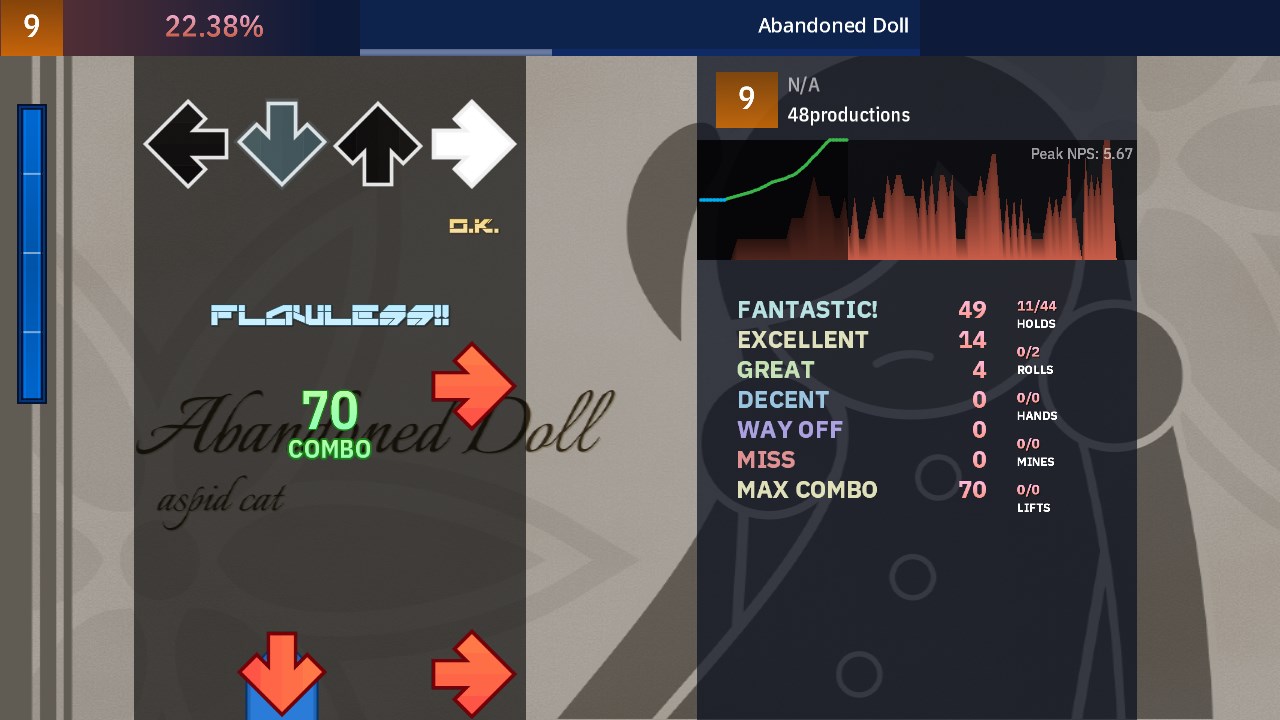 9
22.38%
Abandoned Doll
9
N/A
48productions
Peak NPS: 5.67
O.K.
FLAWLESS!!
70
COMBO
Abandoned Doll
aspid cat
FANTASTIC! 49
EXCELLENT 14
GREAT 4
DECENT 0
WAY OFF 0
MISS 0
MAX COMBO 70
11/44
HOLDS
0/2
ROLLS
0/0
HANDS
0/0
MINES
0/0
LIFTS